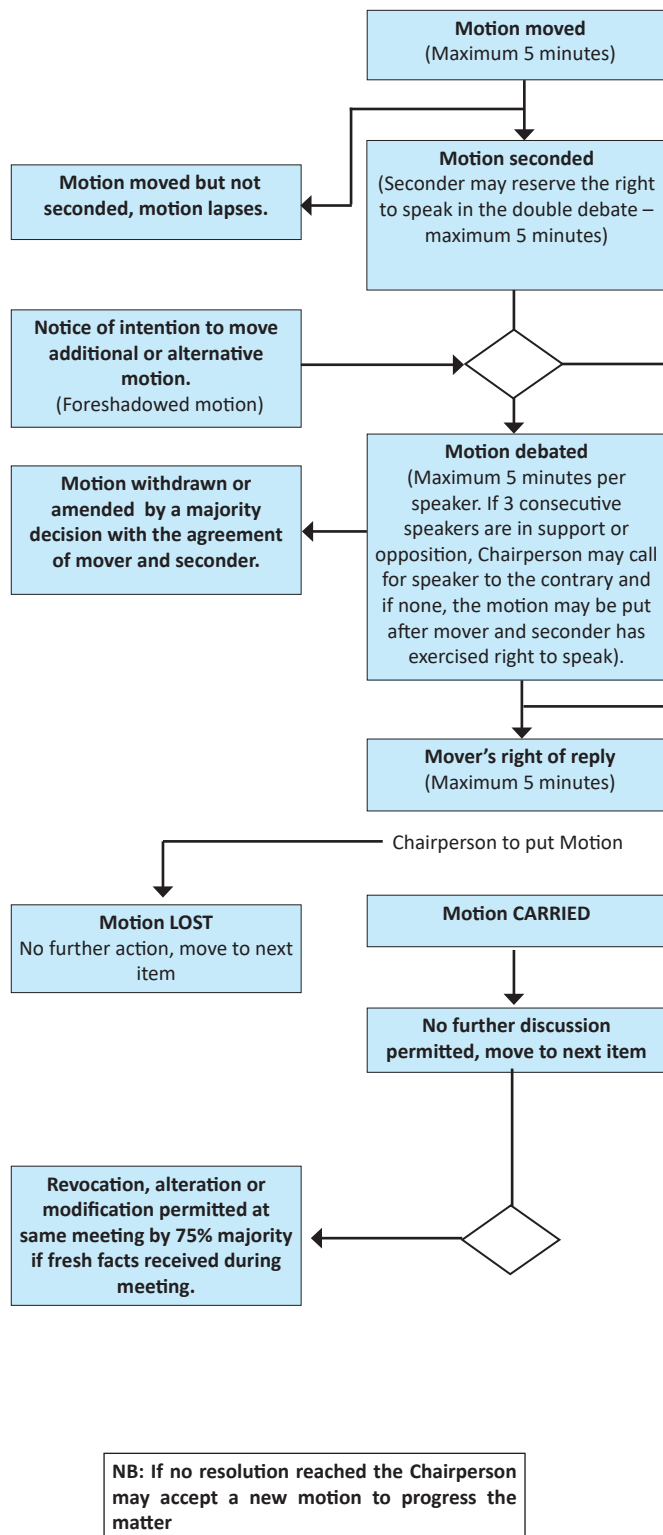 Motion moved
(Maximum 5 minutes)
Motion seconded
(Seconder may reserve the right
to speak in the double debate –
maximum 5 minutes)
Motion moved but not
seconded, motion lapses.
Notice of intention to move
additional or alternative
motion.
(Foreshadowed motion)
Motion debated
(Maximum 5 minutes per
speaker. If 3 consecutive
speakers are in support or
opposition, Chairperson may call
for speaker to the contrary and
if none, the motion may be put
after mover and seconder has
exercised right to speak).
Motion withdrawn or
amended by a majority
decision with the agreement
of mover and seconder.
Mover’s right of reply
(Maximum 5 minutes)
Chairperson to put Motion
Motion LOST
No further action, move to next
item
Motion CARRIED
No further discussion
permitted, move to next item
Revocation, alteration or
modification permitted at
same meeting by 75% majority
if fresh facts received during
meeting.
NB: If no resolution reached the Chairperson
may accept a new motion to progress the
matter